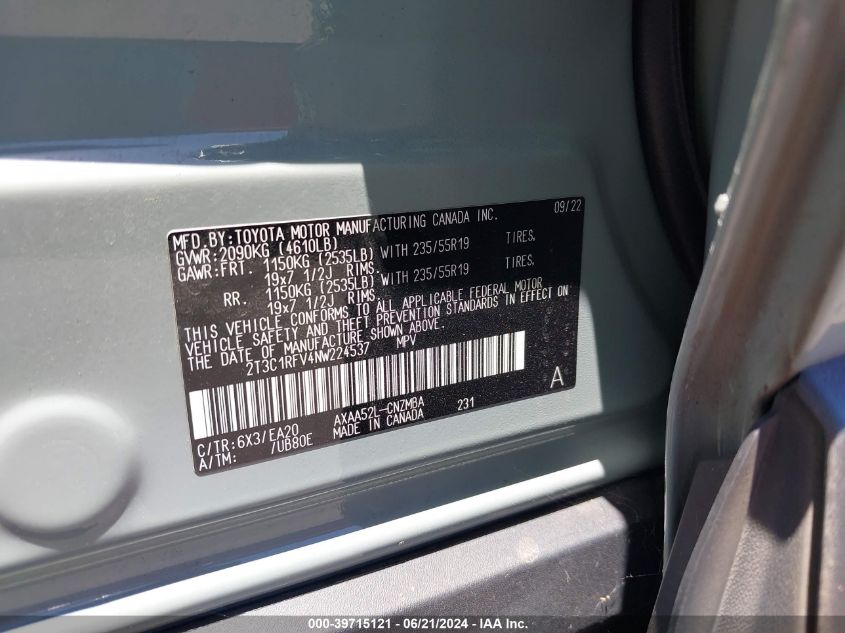 MFD.BY:TOYOTA MOTOR MANUFACTURING CANADA INC. 09/22
GVWR:2090KG (4610LB)
GAWR:FRT. 1150KG (2535LB) WITH 235/55R19 TIRES,
19x7 1/2J RIMS.
RR. 1150KG (2535LB) WITH 235/55R19 TIRES,
19x7 1/2J RIMS.
THIS VEHICLE CONFORMS TO ALL APPLICABLE FEDERAL MOTOR
VEHICLE SAFETY AND THEFT PREVENTION STANDARDS IN EFFECT ON
THE DATE OF MANUFACTURE SHOWN ABOVE.
2T3C1RFV4NW224537 MPV
A
C/TR:6X3/EA20 AXAA52L-CNZMBA 231
A/TM: /UB80E MADE IN CANADA
000-39715121 - 06/21/2024 - IAA Inc.